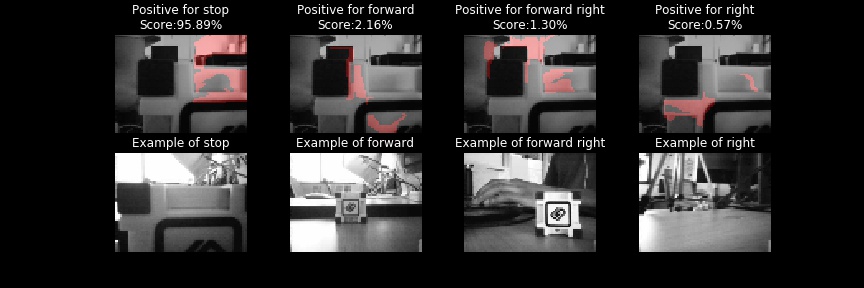 Positive for stop
Score:95.89%
Positive for forward
Score:2.16%
Positive for forward right
Score:1.30%
Positive for right
Score:0.57%
Example of stop
Example of forward
Example of forward right
Example of right